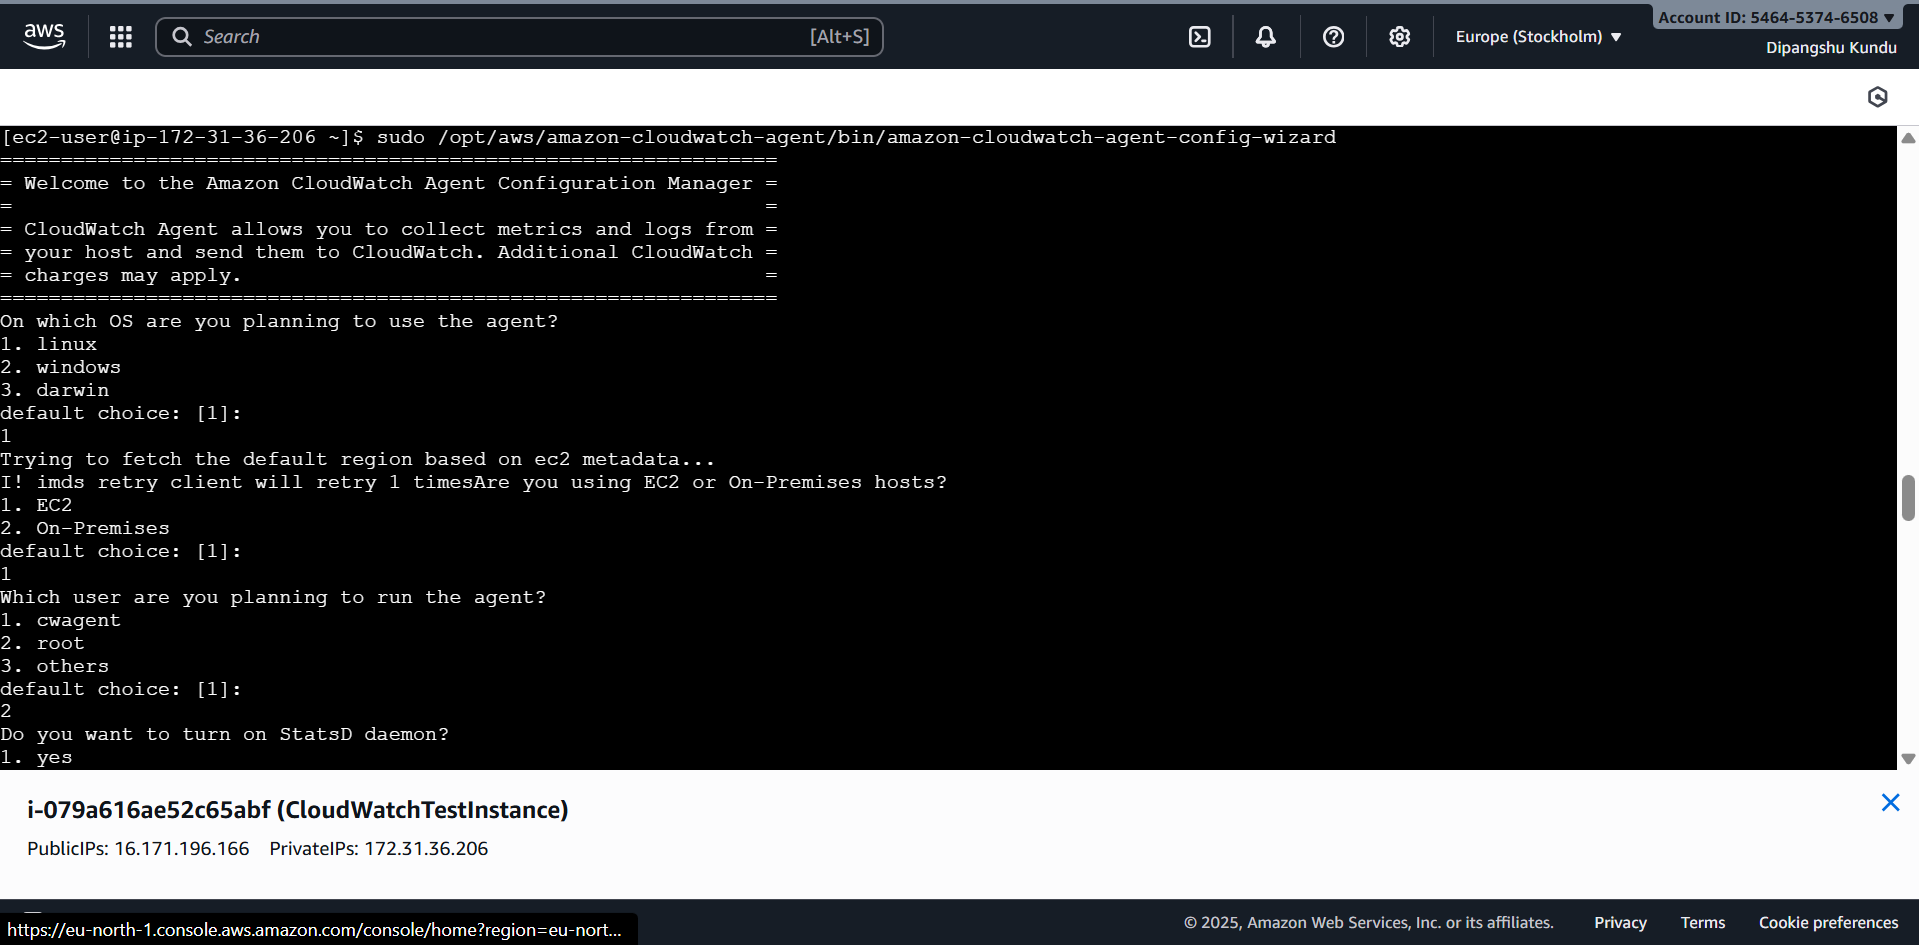 aws
Search [Alt+S]
Europe (Stockholm) ▼
Account ID: 5464-5374-6508 ▼
Dipangshu Kundu
[ec2-user@ip-172-31-36-206 ~]$ sudo /opt/aws/amazon-cloudwatch-agent/bin/amazon-cloudwatch-agent-config-wizard
================================================================
= Welcome to the Amazon CloudWatch Agent Configuration Manager =
=                                                              =
= CloudWatch Agent allows you to collect metrics and logs from =
= your host and send them to CloudWatch. Additional CloudWatch =
= charges may apply.                                           =
================================================================
On which OS are you planning to use the agent?
1. linux
2. windows
3. darwin
default choice: [1]:
1
Trying to fetch the default region based on ec2 metadata...
I! imds retry client will retry 1 timesAre you using EC2 or On-Premises hosts?
1. EC2
2. On-Premises
default choice: [1]:
1
Which user are you planning to run the agent?
1. cwagent
2. root
3. others
default choice: [1]:
2
Do you want to turn on StatsD daemon?
1. yes
i-079a616ae52c65abf (CloudWatchTestInstance)
PublicIPs: 16.171.196.166 PrivateIPs: 172.31.36.206
https://eu-north-1.console.aws.amazon.com/console/home?region=eu-nort...
© 2025, Amazon Web Services, Inc. or its affiliates. Privacy Terms Cookie preferences